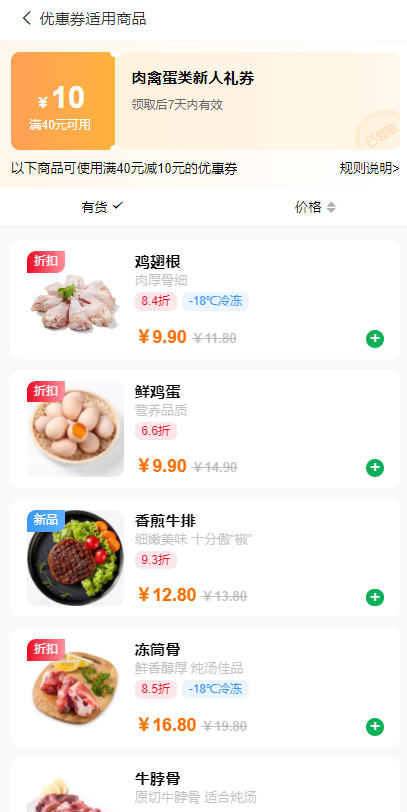 优惠券适用商品
¥10
满40元可用
肉禽蛋类新人礼券
领取后7天内有效
已领取
以下商品可使用满40元减10元的优惠券
规则说明>
有货
价格
折扣
鸡翅根
肉厚骨细
8.4折 -18℃冷冻
¥9.90 ¥11.80
折扣
鲜鸡蛋
营养品质
6.6折
¥9.90 ¥14.90
新品
香煎牛排
细嫩美味 十分傲“椒”
9.3折
¥12.80 ¥13.80
折扣
冻筒骨
鲜香醇厚 炖汤佳品
8.5折 -18℃冷冻
¥16.80 ¥19.80
牛脖骨
原切牛脖骨 适合炖汤